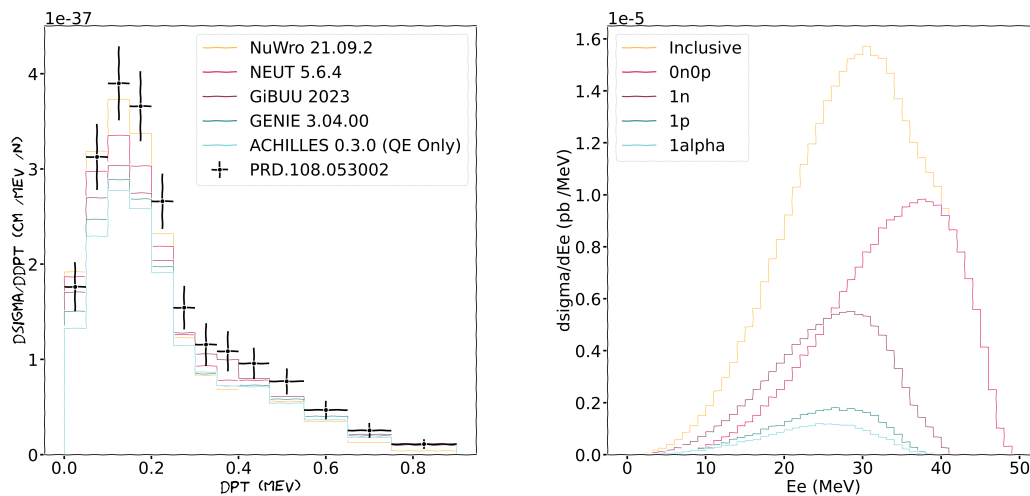 1e-37
NuWro 21.09.2
NEUT 5.6.4
GiBUU 2023
GENIE 3.04.00
ACHILLES 0.3.0 (QE Only)
PRD.108.053002
DSIGMA/DDPT (CM /MEV /N)
4
3
2
1
0
0.0 0.2 0.4 0.6 0.8
DPT (MEV)
1e-5
Inclusive
0n0p
1n
1p
1alpha
dsigma/dEe (pb /MeV)
1.6
1.4
1.2
1.0
0.8
0.6
0.4
0.2
0.0
0 10 20 30 40 50
Ee (MeV)